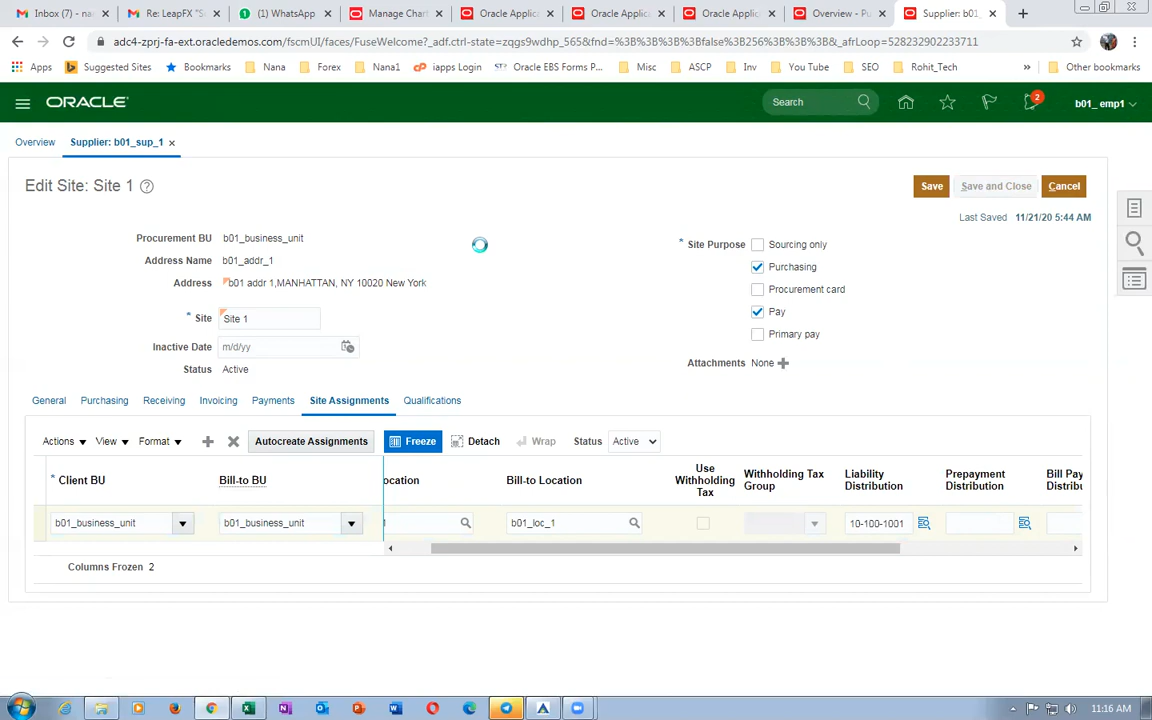 Inbox (7) - na
Re: LeapFX "S
(1) WhatsApp
Manage Chart
Oracle Applica
Oracle Applic
Oracle Applic
Overview - Pu
Supplier: b01_
adc4-zprj-fa-ext.oracledemos.com/fscmUI/faces/FuseWelcome?_adf.ctrl-state=zqgs9wdhp_565&fnd=%3B%3B%3B%3Bfalse%3B256%3B%3B%3B&_afrLoop=528232902233711
Apps Suggested Sites Bookmarks Nana Forex Nana1 iapps Login Oracle EBS Forms P... Misc ASCP Inv You Tube SEO Rohit_Tech » Other bookmarks
ORACLE Search 2 b01_ emp1
Overview Supplier: b01_sup_1
Edit Site: Site 1 Save Save and Close Cancel
Last Saved 11/21/20 5:44 AM
Procurement BU b01_business_unit
Address Name b01_addr_1
Address b01 addr 1,MANHATTAN, NY 10020 New York
* Site Site 1
Inactive Date m/d/yy
Status Active
* Site Purpose Sourcing only
Purchasing
Procurement card
Pay
Primary pay
Attachments None
General Purchasing Receiving Invoicing Payments Site Assignments Qualifications
Actions View Format Autocreate Assignments Freeze Detach Wrap Status Active
* Client BU Bill-to BU ocation Bill-to Location Use Withholding Tax Withholding Tax Group Liability Distribution Prepayment Distribution Bill Pay Distribu
b01_business_unit b01_business_unit b01_loc_1 10-100-1001
Columns Frozen 2
11:16 AM